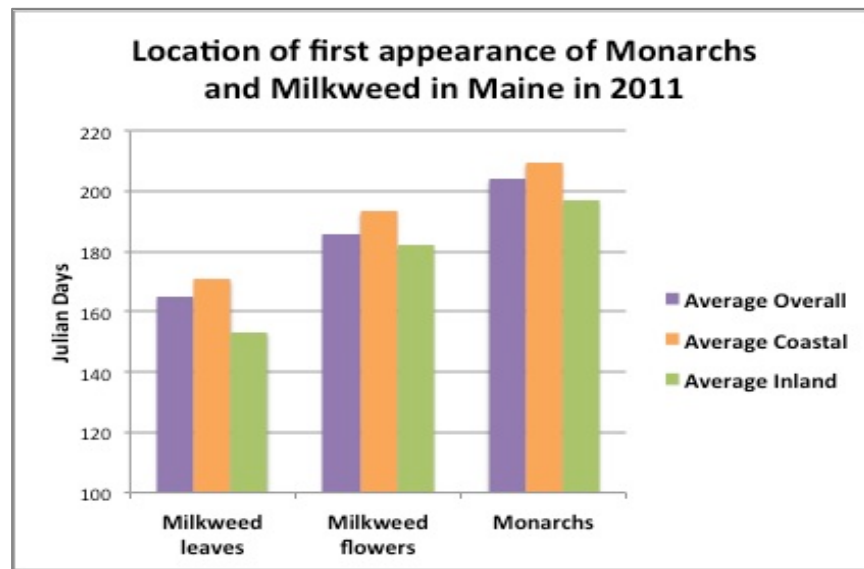 Location of first appearance of Monarchs
and Milkweed in Maine in 2011
Julian Days
220
200
180
160
140
120
100
Milkweed
leaves
Milkweed
flowers
Monarchs
Average Overall
Average Coastal
Average Inland